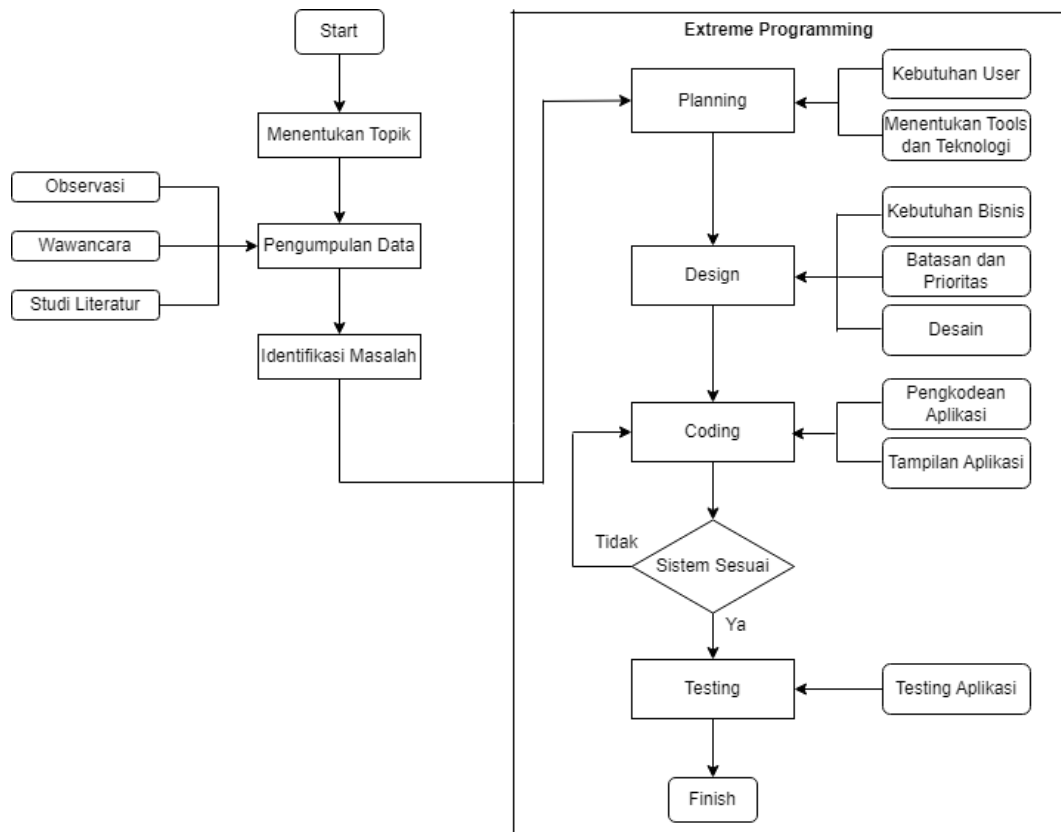 Start
Menentukan Topik
Observasi
Wawancara
Studi Literatur
Pengumpulan Data
Identifikasi Masalah
Extreme Programming
Planning
Kebutuhan User
Menentukan Tools
dan Teknologi
Design
Kebutuhan Bisnis
Batasan dan
Prioritas
Desain
Coding
Pengkodean
Aplikasi
Tampilan Aplikasi
Tidak
Sistem Sesuai
Ya
Testing
Testing Aplikasi
Finish